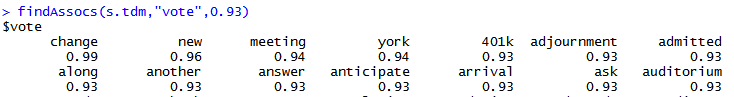 > findAssocs(s.tdm,"vote",0.93)
$vote
change new meeting york 401k adjournment admitted
0.99 0.96 0.94 0.94 0.93 0.93 0.93
along another answer anticipate arrival ask auditorium
0.93 0.93 0.93 0.93 0.93 0.93 0.93